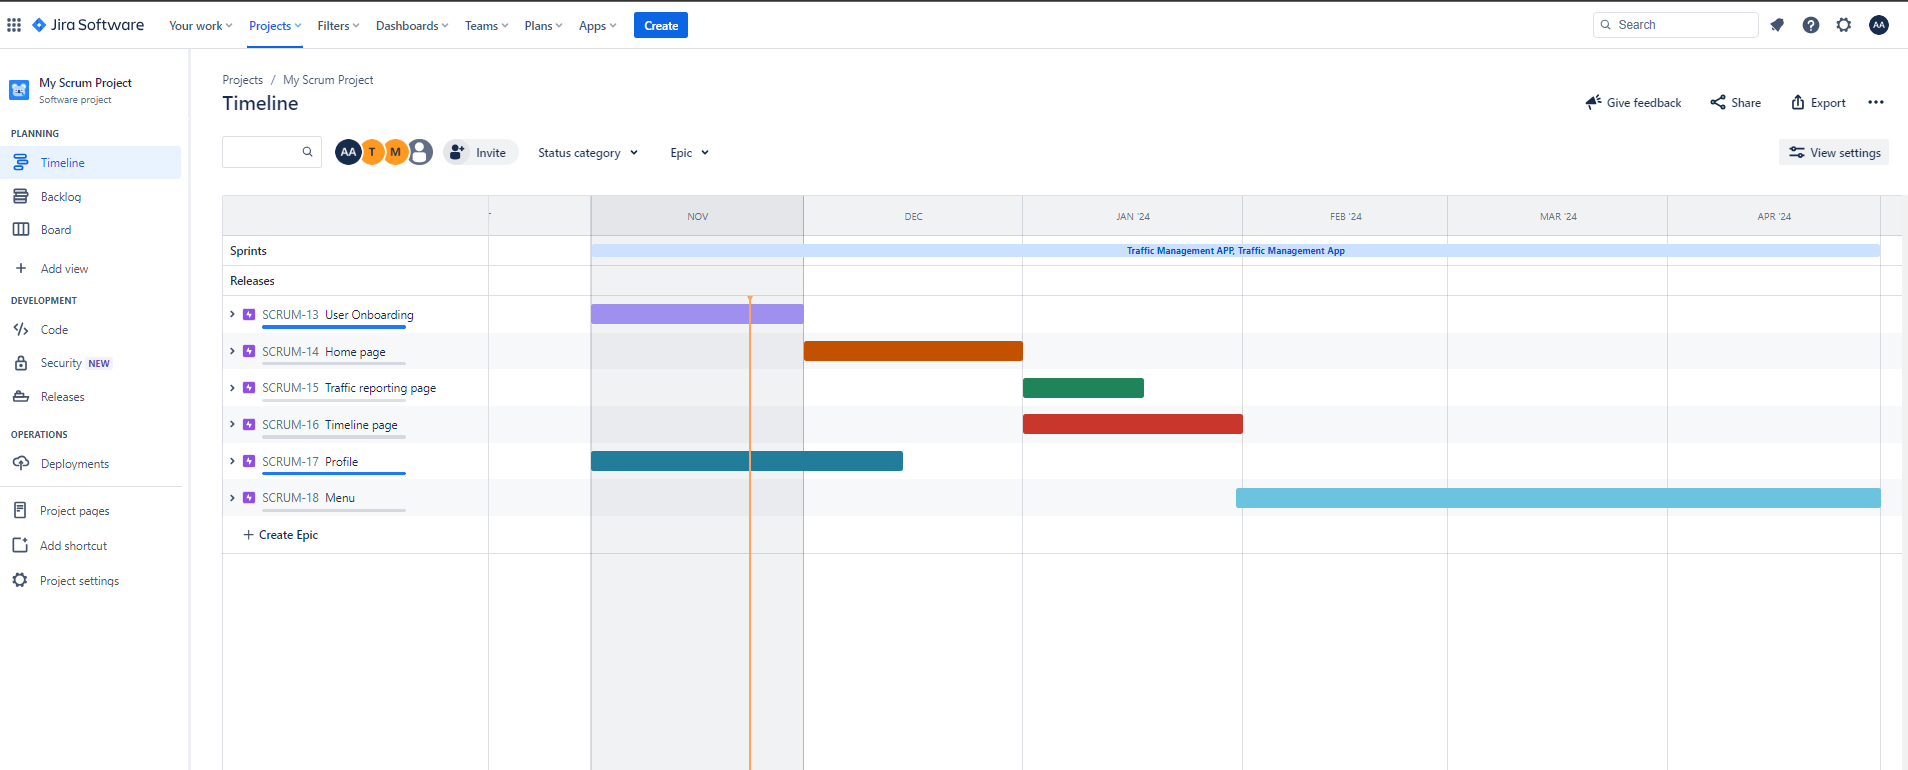 Jira Software Your work Projects Filters Dashboards Teams Plans Apps Create Search AA
My Scrum Project
Software project
PLANNING
Timeline
Backlog
Board
Add view
DEVELOPMENT
Code
Security NEW
Releases
OPERATIONS
Deployments
Project pages
Add shortcut
Project settings
Projects / My Scrum Project
Timeline
Give feedback Share Export
AA T M Invite Status category Epic View settings
NOV DEC JAN '24 FEB '24 MAR '24 APR '24
Sprints Traffic Management APP, Traffic Management App
Releases
SCRUM-13 User Onboarding
SCRUM-14 Home page
SCRUM-15 Traffic reporting page
SCRUM-16 Timeline page
SCRUM-17 Profile
SCRUM-18 Menu
+ Create Epic